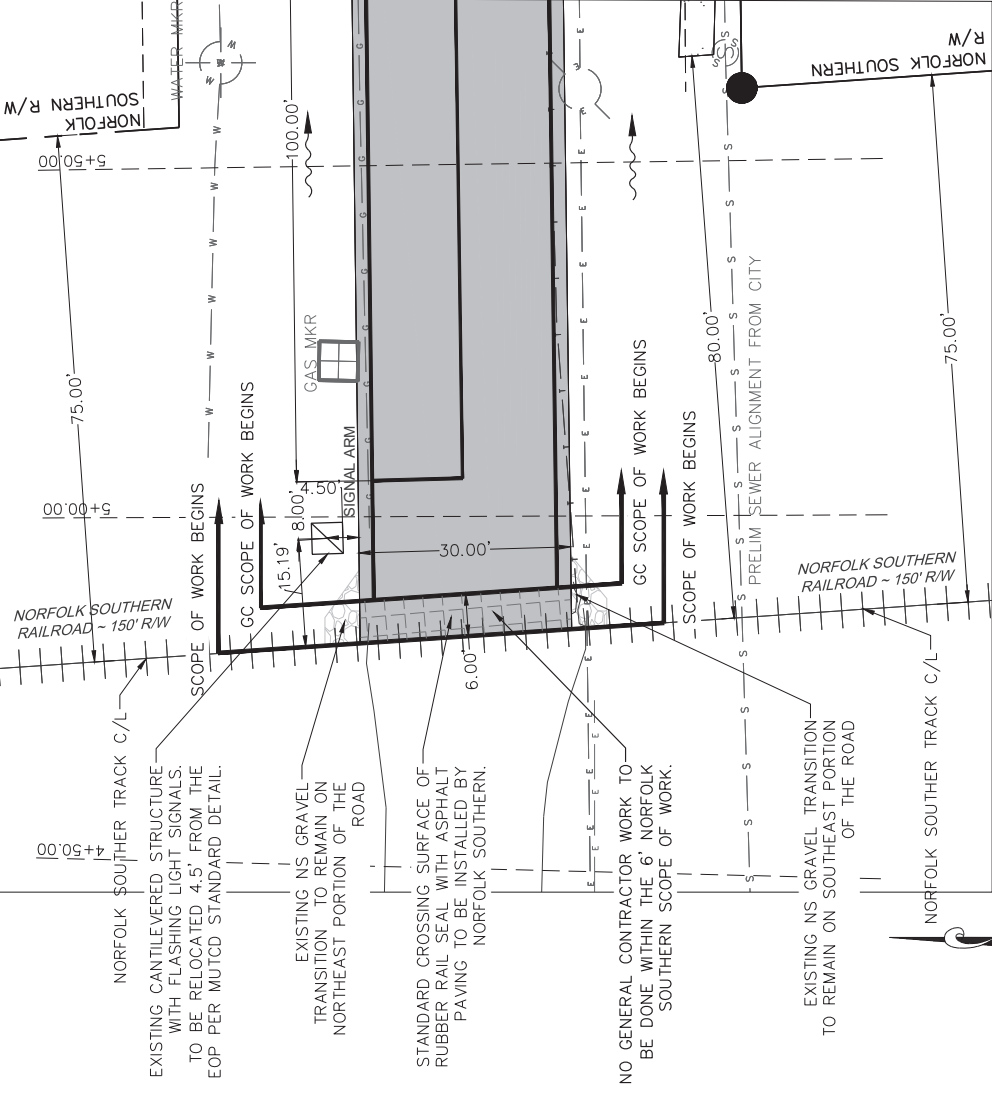 WATER MKR
NORFOLK
SOUTHERN R/W
NORFOLK SOUTHERN
R/W
5+50.00
100.00'
75.00'
80.00'
75.00'
GAS MKR
SIGNAL ARM
4.50'
8.00'
15.19'
30.00'
6.00'
5+00.00
SCOPE OF WORK BEGINS
GC SCOPE OF WORK BEGINS
GC SCOPE OF WORK BEGINS
SCOPE OF WORK BEGINS
PRELIM SEWER ALIGNMENT FROM CITY
NORFOLK SOUTHERN
RAILROAD ~ 150' R/W
NORFOLK SOUTHERN
RAILROAD ~ 150' R/W
4+50.00
NORFOLK SOUTHER TRACK C/L
EXISTING CANTILEVERED STRUCTURE
WITH FLASHING LIGHT SIGNALS.
TO BE RELOCATED 4.5' FROM THE
EOP PER MUTCD STANDARD DETAIL.
EXISTING NS GRAVEL
TRANSITION TO REMAIN ON
NORTHEAST PORTION OF THE
ROAD
STANDARD CROSSING SURFACE OF
RUBBER RAIL SEAL WITH ASPHALT
PAVING TO BE INSTALLED BY
NORFOLK SOUTHERN.
NO GENERAL CONTRACTOR WORK TO
BE DONE WITHIN THE 6' NORFOLK
SOUTHERN SCOPE OF WORK.
EXISTING NS GRAVEL TRANSITION
TO REMAIN ON SOUTHEAST PORTION
OF THE ROAD
NORFOLK SOUTHER TRACK C/L